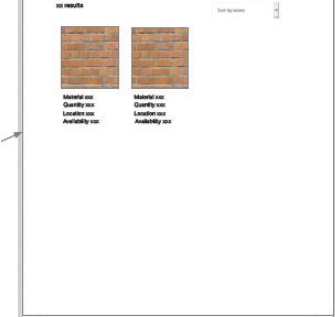 xx results
Sort by latest
Material xxx
Quantity xxx
Location xxx
Availability xxx
Material xxx
Quantity xxx
Location xxx
Availability xxx